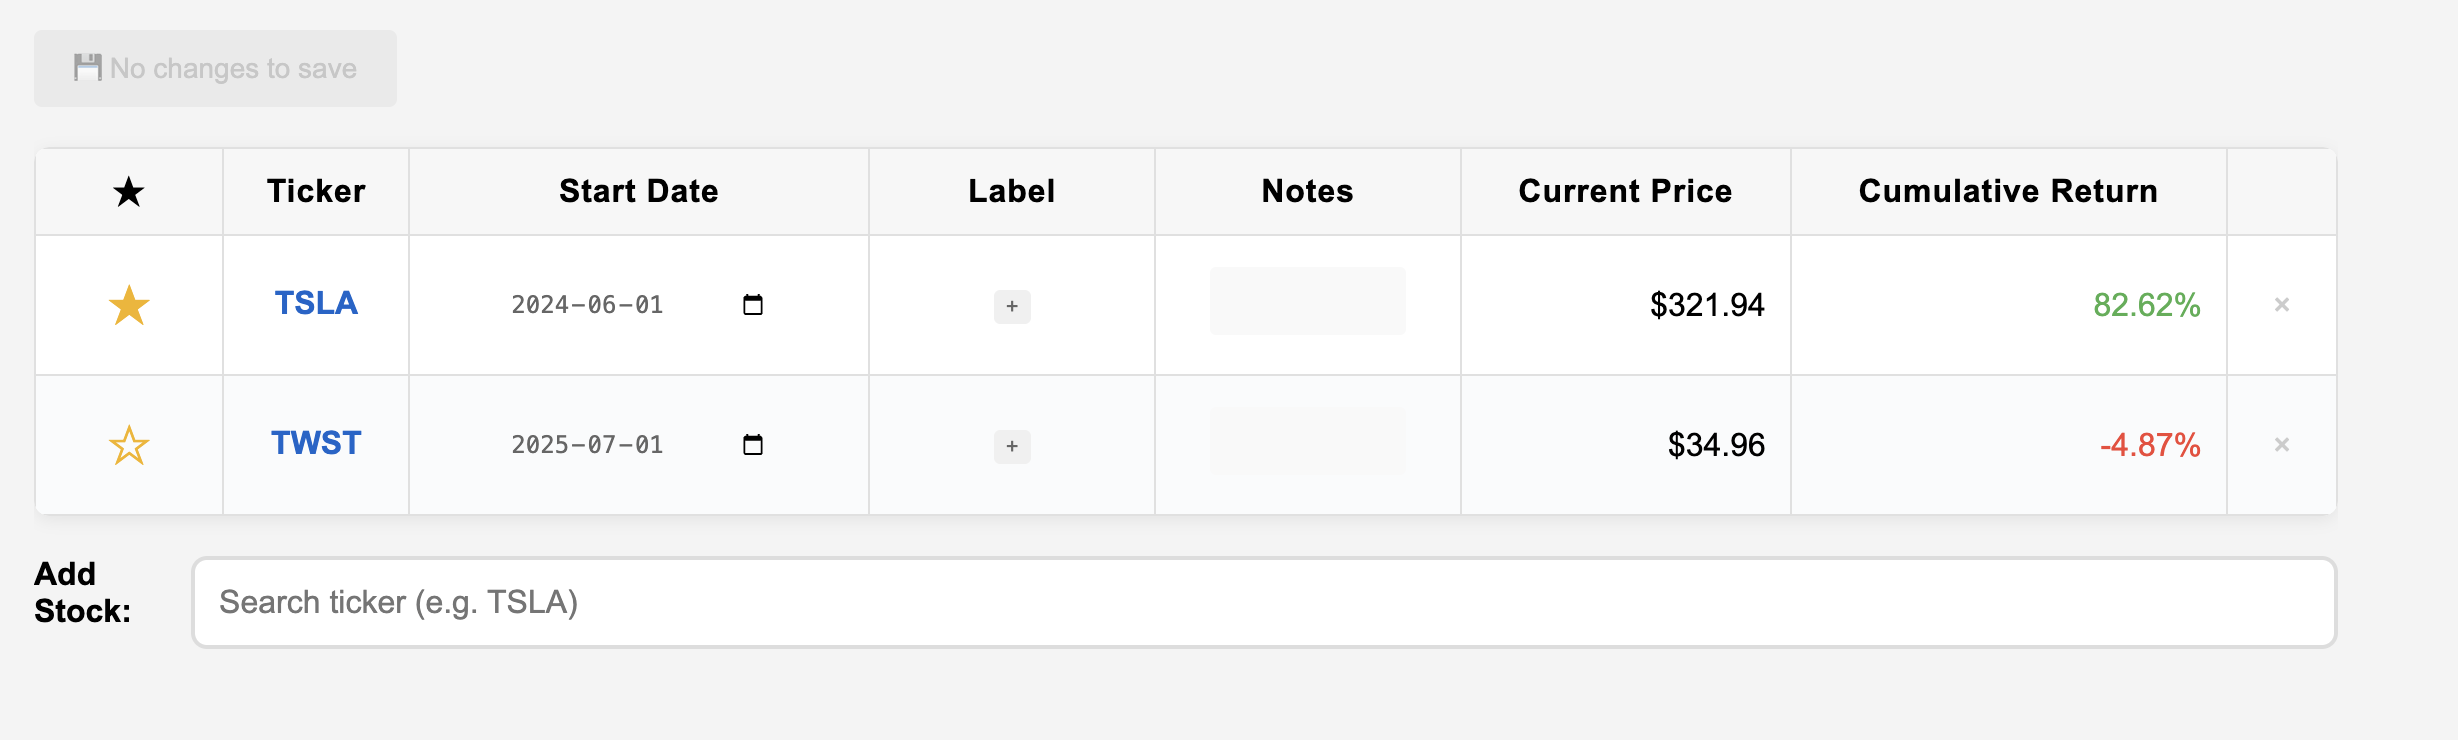 💾 No changes to save
★ Ticker Start Date Label Notes Current Price Cumulative Return
★ TSLA 2024-06-01 + $321.94 82.62% ×
☆ TWST 2025-07-01 + $34.96 -4.87% ×
Add
Stock:
Search ticker (e.g. TSLA)